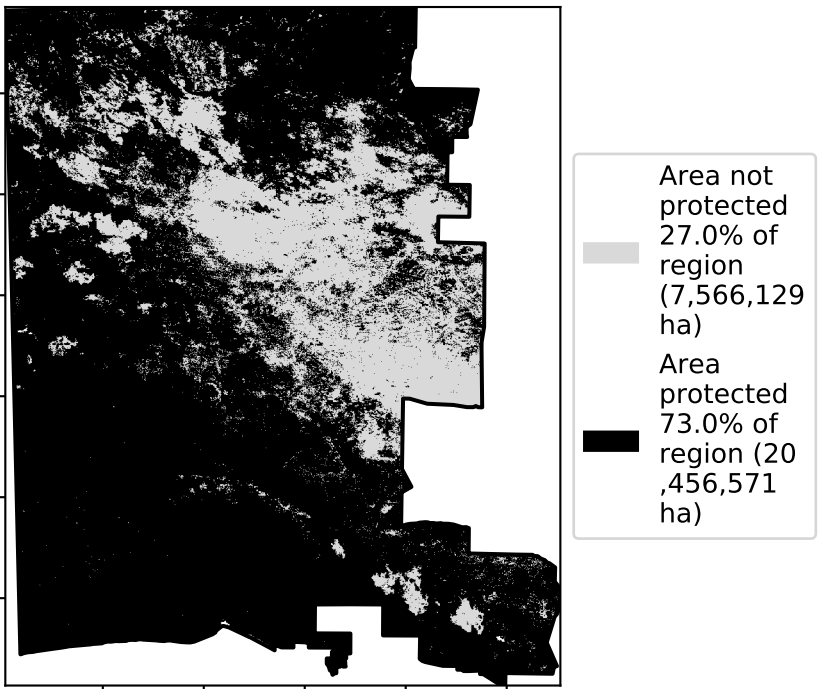 Area not
protected
27.0% of
region
(7,566,129
ha)
Area
protected
73.0% of
region (20
,456,571
ha)